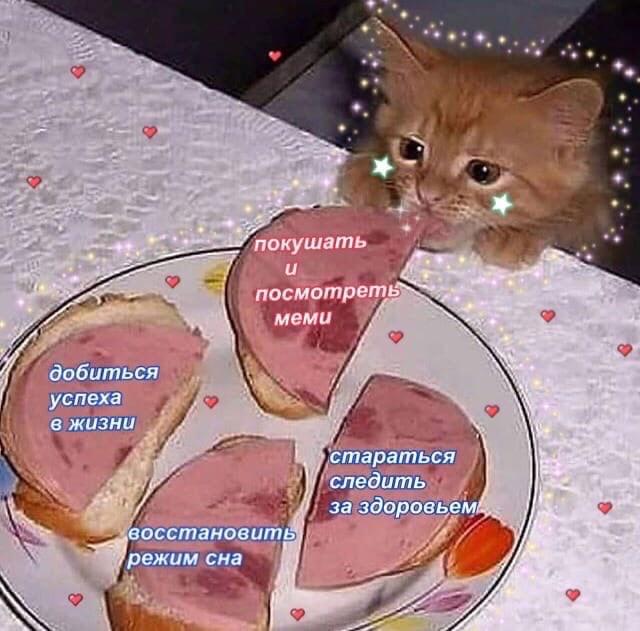 покушать
и
посмотреть
меми
добиться
успеха
в жизни
стараться
следить
за здоровьем
восстановить
режим сна